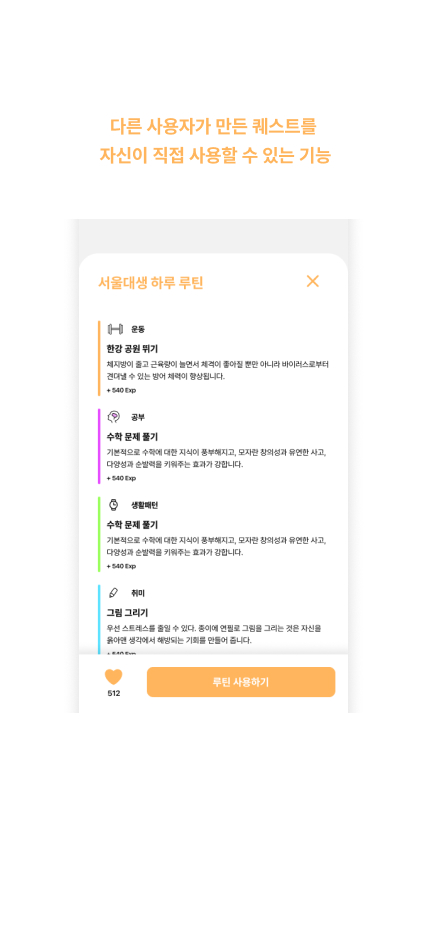 다른 사용자가 만든 퀘스트를
자신이 직접 사용할 수 있는 기능
서울대생 하루 루틴
운동
한강 공원 뛰기
체지방이 줄고 근육량이 늘면서 체격이 좋아질 뿐만 아니라 바이러스로부터
견뎌낼 수 있는 방어 체력이 향상됩니다.
+ 540 Exp
공부
수학 문제 풀기
기본적으로 수학에 대한 지식이 풍부해지고, 모자란 창의성과 유연한 사고,
다양성과 순발력을 키워주는 효과가 강합니다.
+ 540 Exp
생활패턴
수학 문제 풀기
기본적으로 수학에 대한 지식이 풍부해지고, 모자란 창의성과 유연한 사고,
다양성과 순발력을 키워주는 효과가 강합니다.
+ 540 Exp
취미
그림 그리기
우선 스트레스를 줄일 수 있다. 종이에 연필로 그림을 그리는 것은 자신을
옭아맨 생각에서 해방되는 기회를 만들어 줍니다.
+ 540 Exp
512
루틴 사용하기